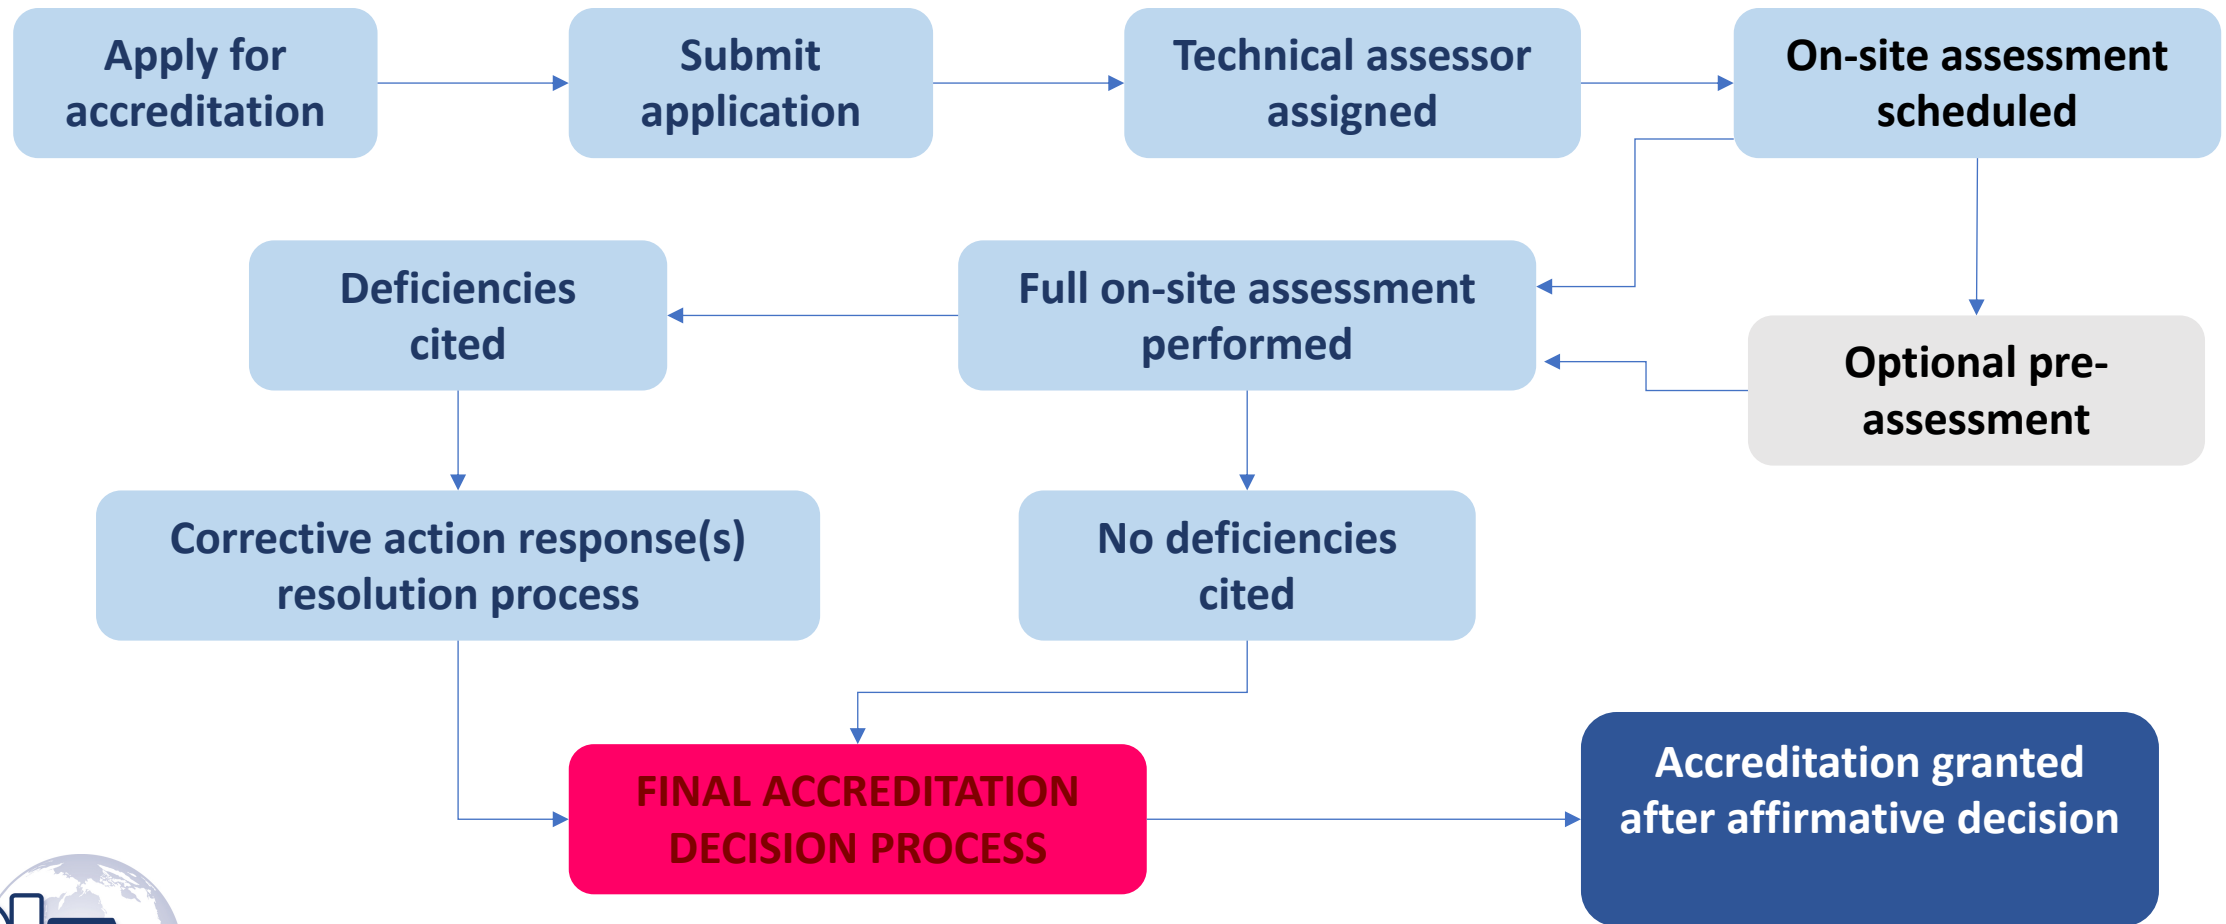 Apply for
accreditation
Submit
application
Technical assessor
assigned
On-site assessment
scheduled
Deficiencies
cited
Full on-site assessment
performed
Optional pre-
assessment
Corrective action response(s)
resolution process
No deficiencies
cited
FINAL ACCREDITATION
DECISION PROCESS
Accreditation granted
after affirmative decision